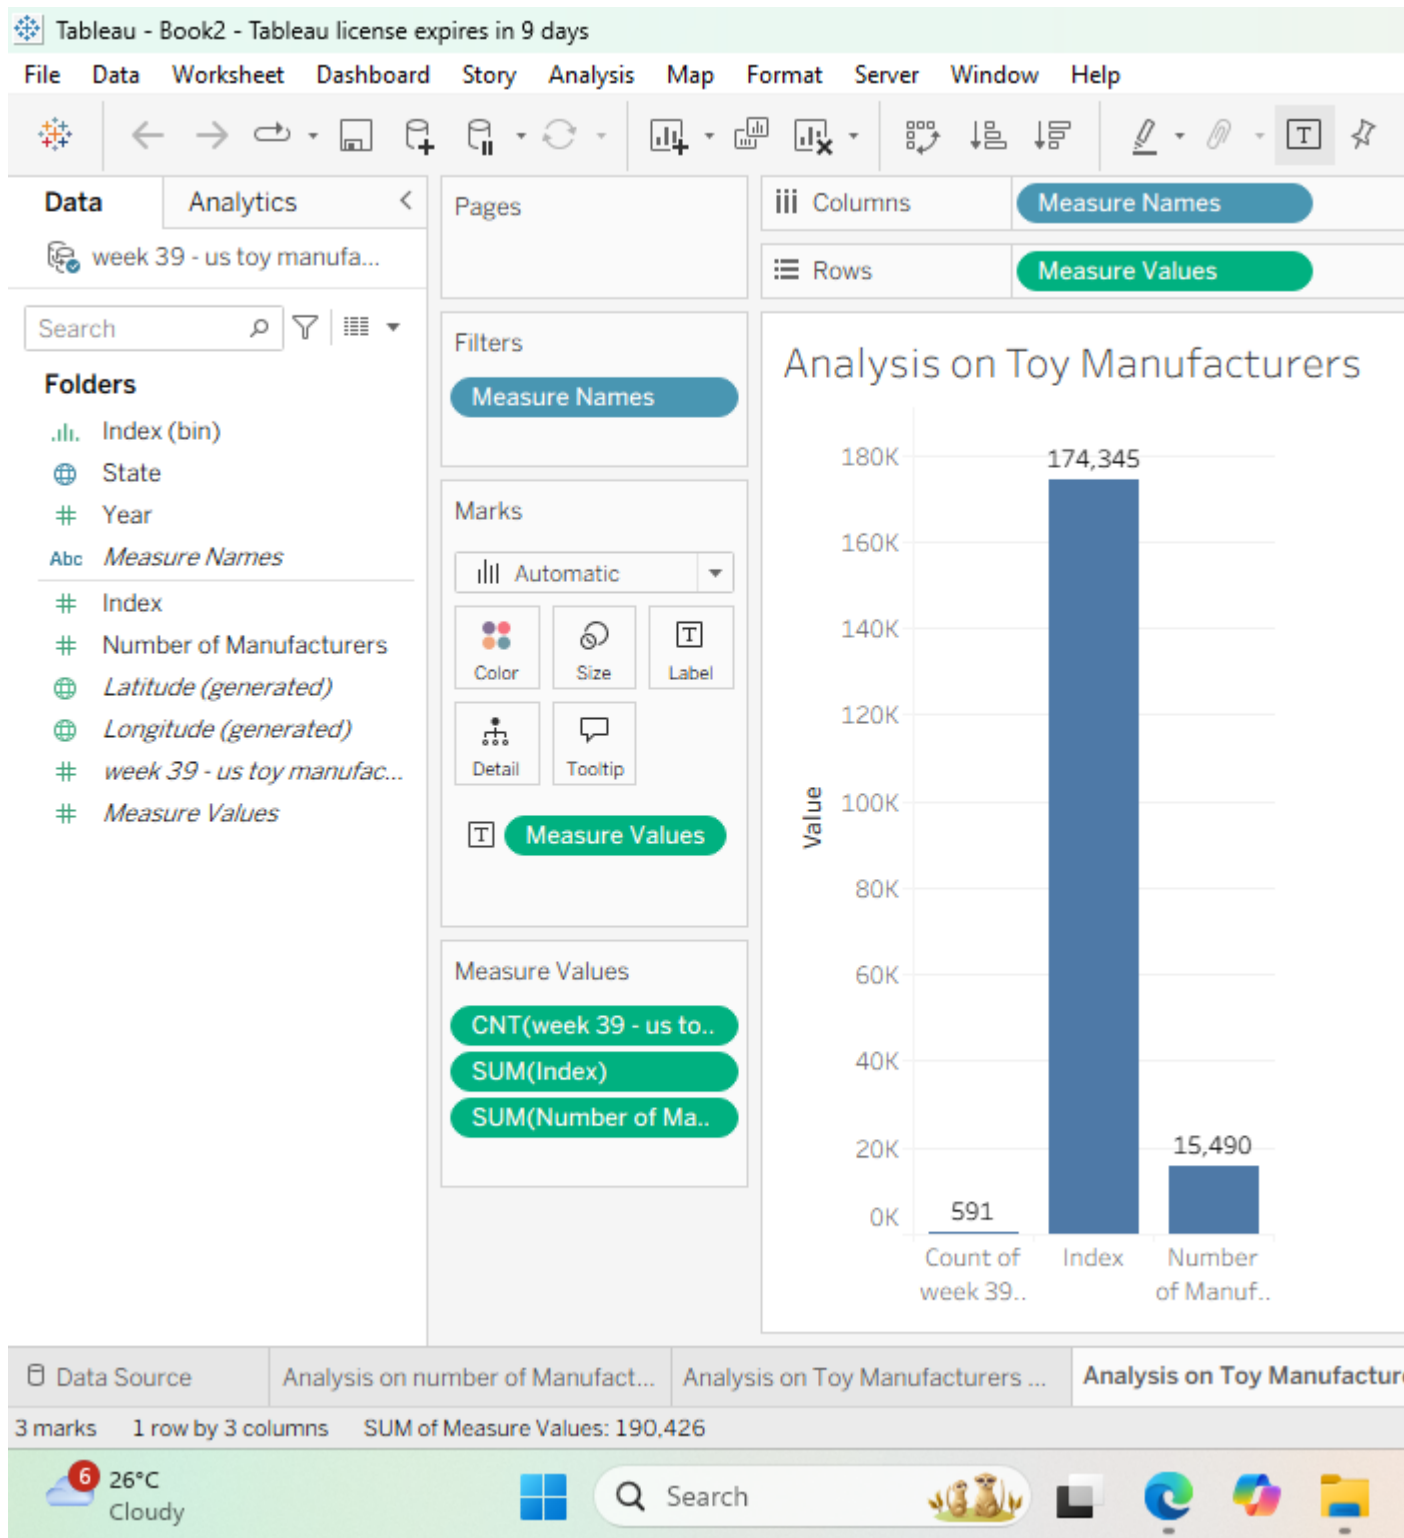 Tableau - Book2 - Tableau license expires in 9 days
File Data Worksheet Dashboard Story Analysis Map Format Server Window Help
Data Analytics
week 39 - us toy manufa...
Search
Folders
Index (bin)
State
Year
Abc Measure Names
Index
Number of Manufacturers
Latitude (generated)
Longitude (generated)
week 39 - us toy manufac...
Measure Values
Pages
Filters
Measure Names
Marks
Automatic
Color Size Label
Detail Tooltip
Measure Values
Measure Values
CNT(week 39 - us to..
SUM(Index)
SUM(Number of Ma..
Columns Measure Names
Rows Measure Values
Analysis on Toy Manufacturers
180K
160K
140K
120K
100K
80K
60K
40K
20K
0K
Value
174,345
15,490
591
Count of
week 39..
Index
Number
of Manuf..
Data Source Analysis on number of Manufact... Analysis on Toy Manufacturers ... Analysis on Toy Manufactur
3 marks 1 row by 3 columns SUM of Measure Values: 190,426
6
26°C
Cloudy
Search